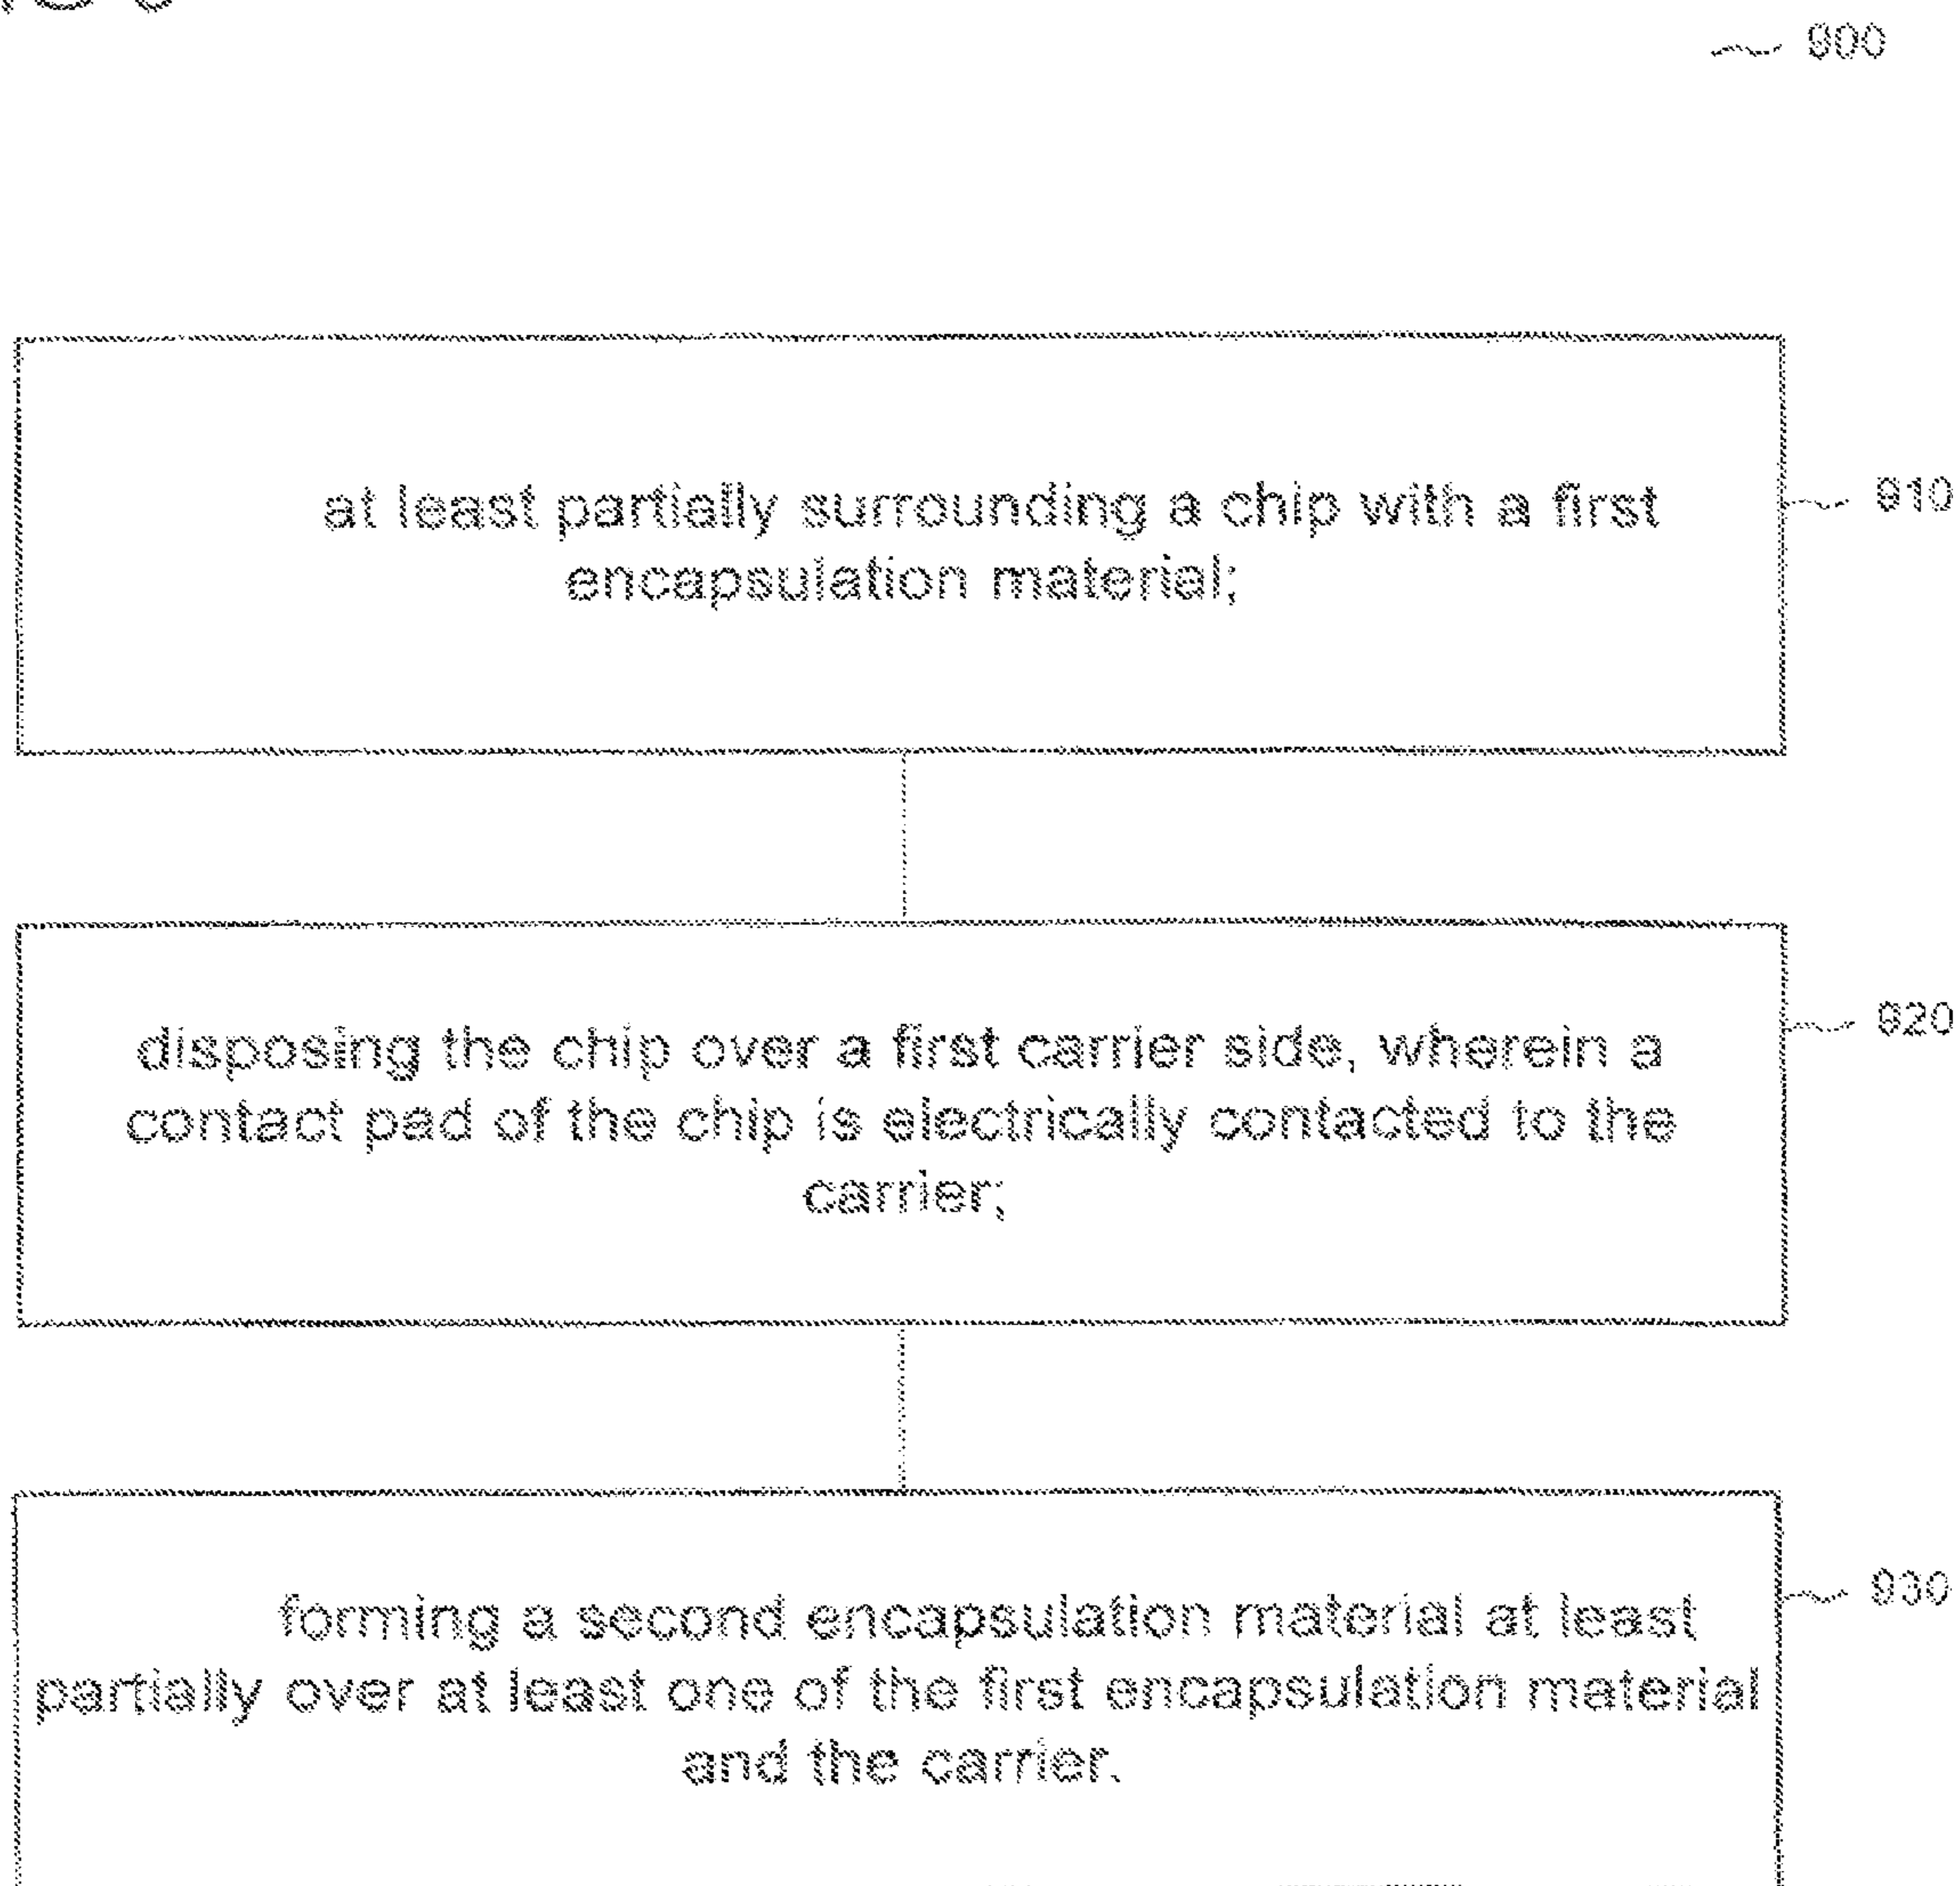 900
at least partially surrounding a chip with a first
encapsulation material;
910
disposing the chip over a first carrier side, wherein a
contact pad of the chip is electrically contacted to the
carrier;
920
forming a second encapsulation material at least
partially over at least one of the first encapsulation material
and the carrier.
930